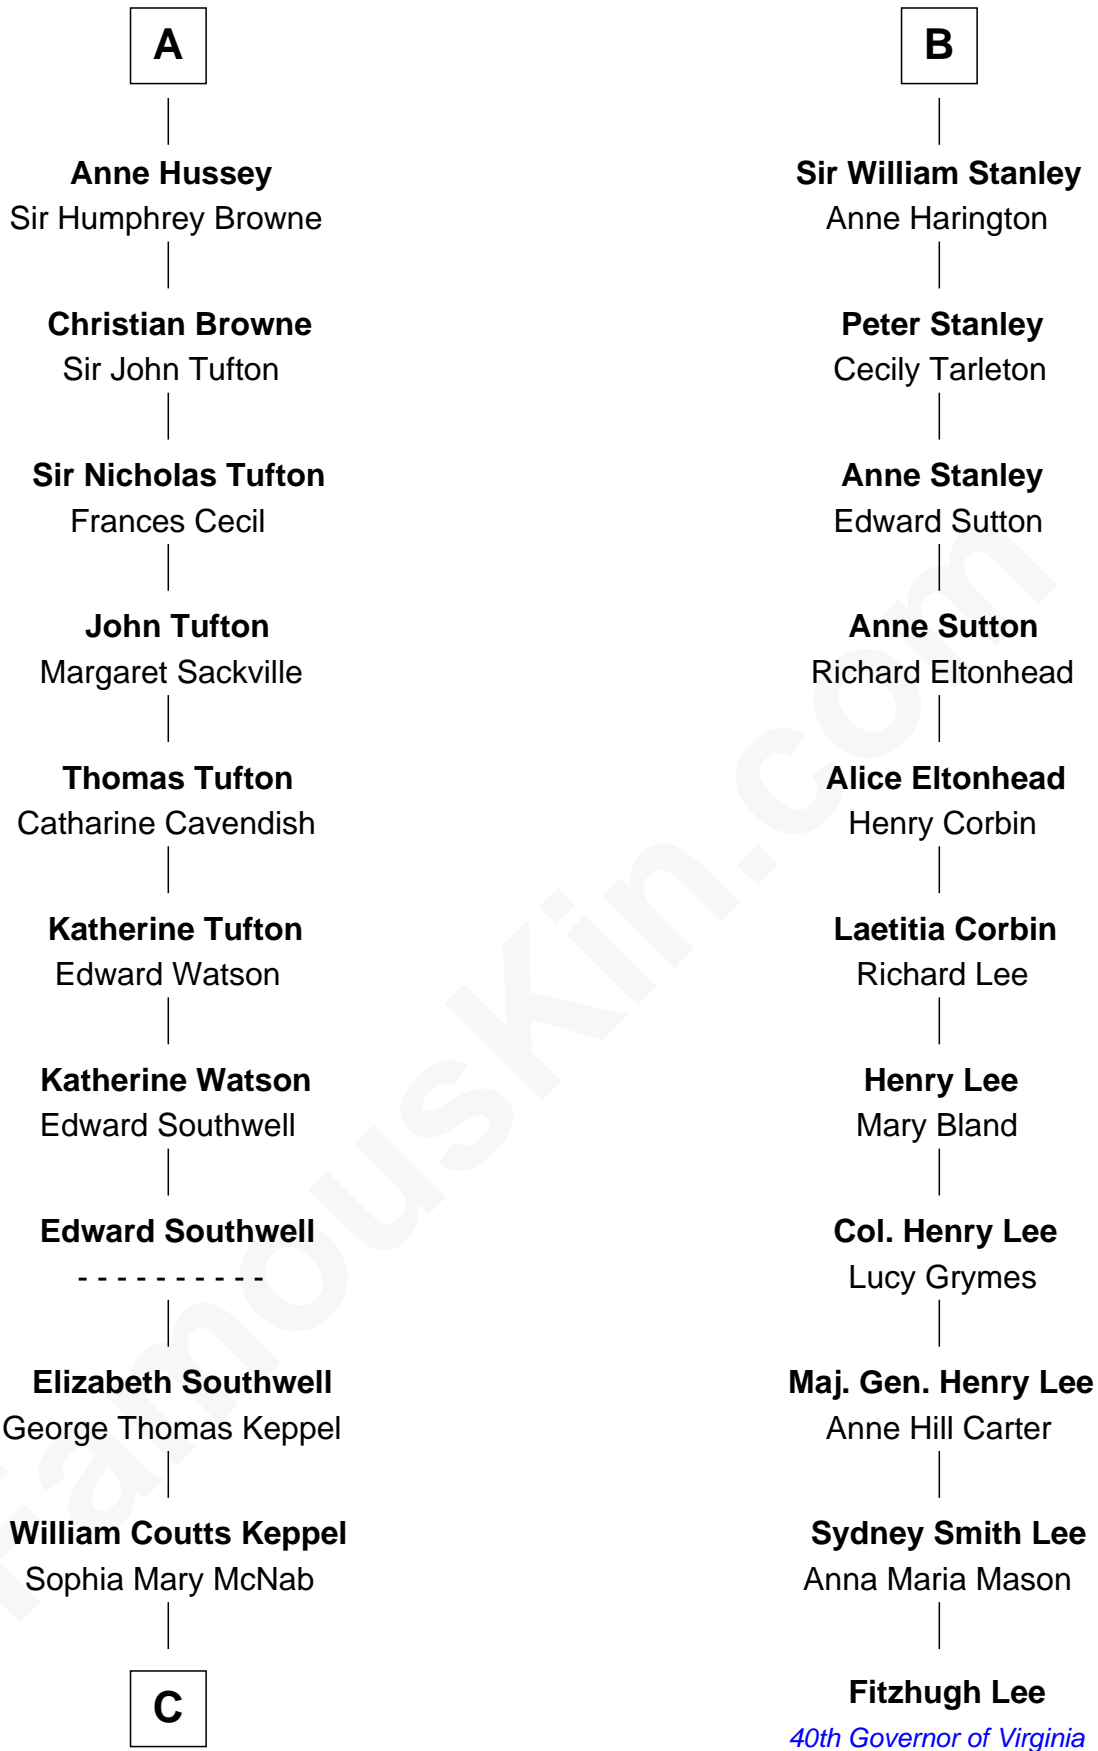 A
Anne Hussey
Sir Humphrey Browne
Christian Browne
Sir John Tufton
Sir Nicholas Tufton
Frances Cecil
John Tufton
Margaret Sackville
Thomas Tufton
Catharine Cavendish
Katherine Tufton
Edward Watson
Katherine Watson
Edward Southwell
Edward Southwell
- - - - - - - - - -
Elizabeth Southwell
George Thomas Keppel
William Coutts Keppel
Sophia Mary McNab
C
B
Sir William Stanley
Anne Harington
Peter Stanley
Cecily Tarleton
Anne Stanley
Edward Sutton
Anne Sutton
Richard Eltonhead
Alice Eltonhead
Henry Corbin
Laetitia Corbin
Richard Lee
Henry Lee
Mary Bland
Col. Henry Lee
Lucy Grymes
Maj. Gen. Henry Lee
Anne Hill Carter
Sydney Smith Lee
Anna Maria Mason
Fitzhugh Lee
40th Governor of Virginia
FamousKin.com